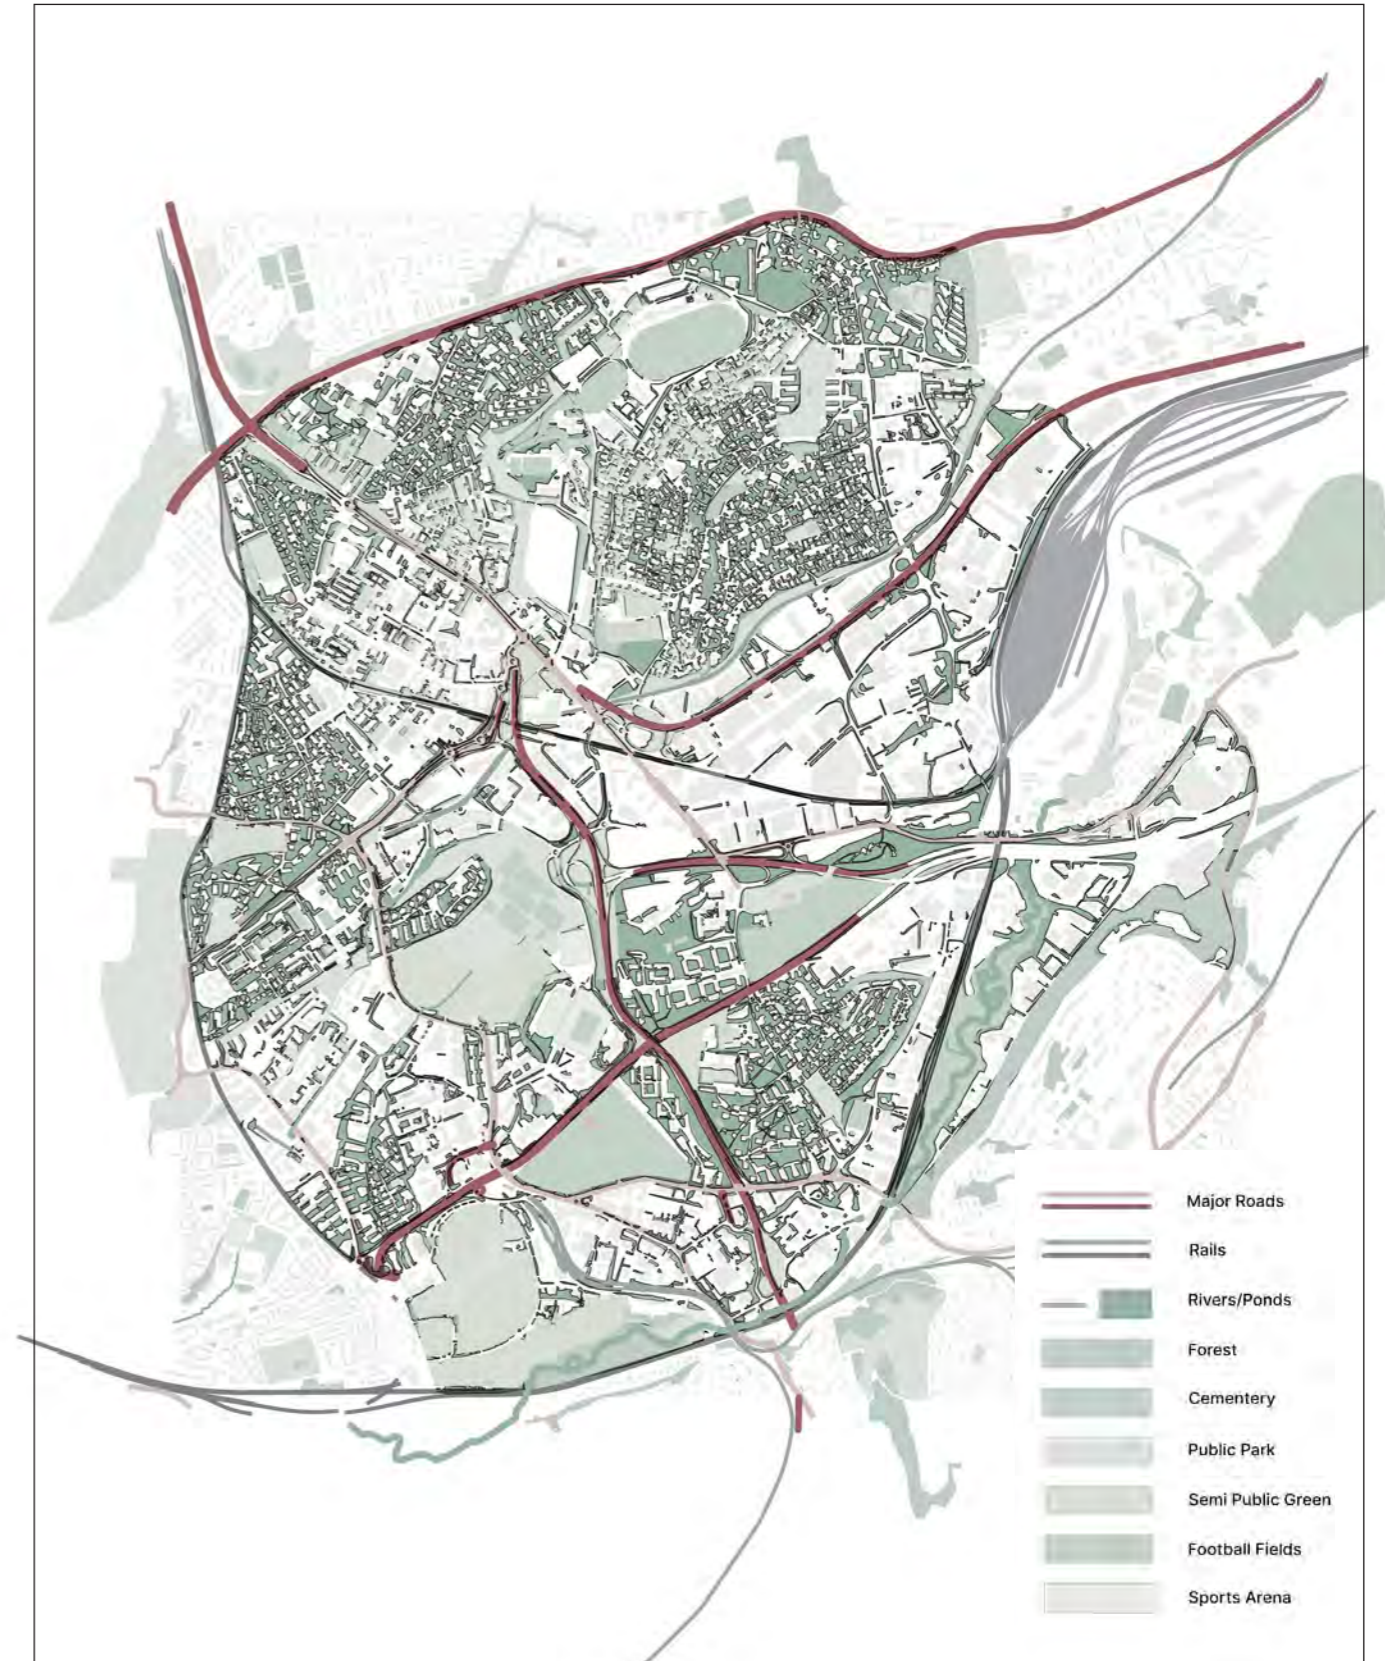 Major Roads
Rails
Rivers/Ponds
Forest
Cementery
Public Park
Semi Public Green
Football Fields
Sports Arena